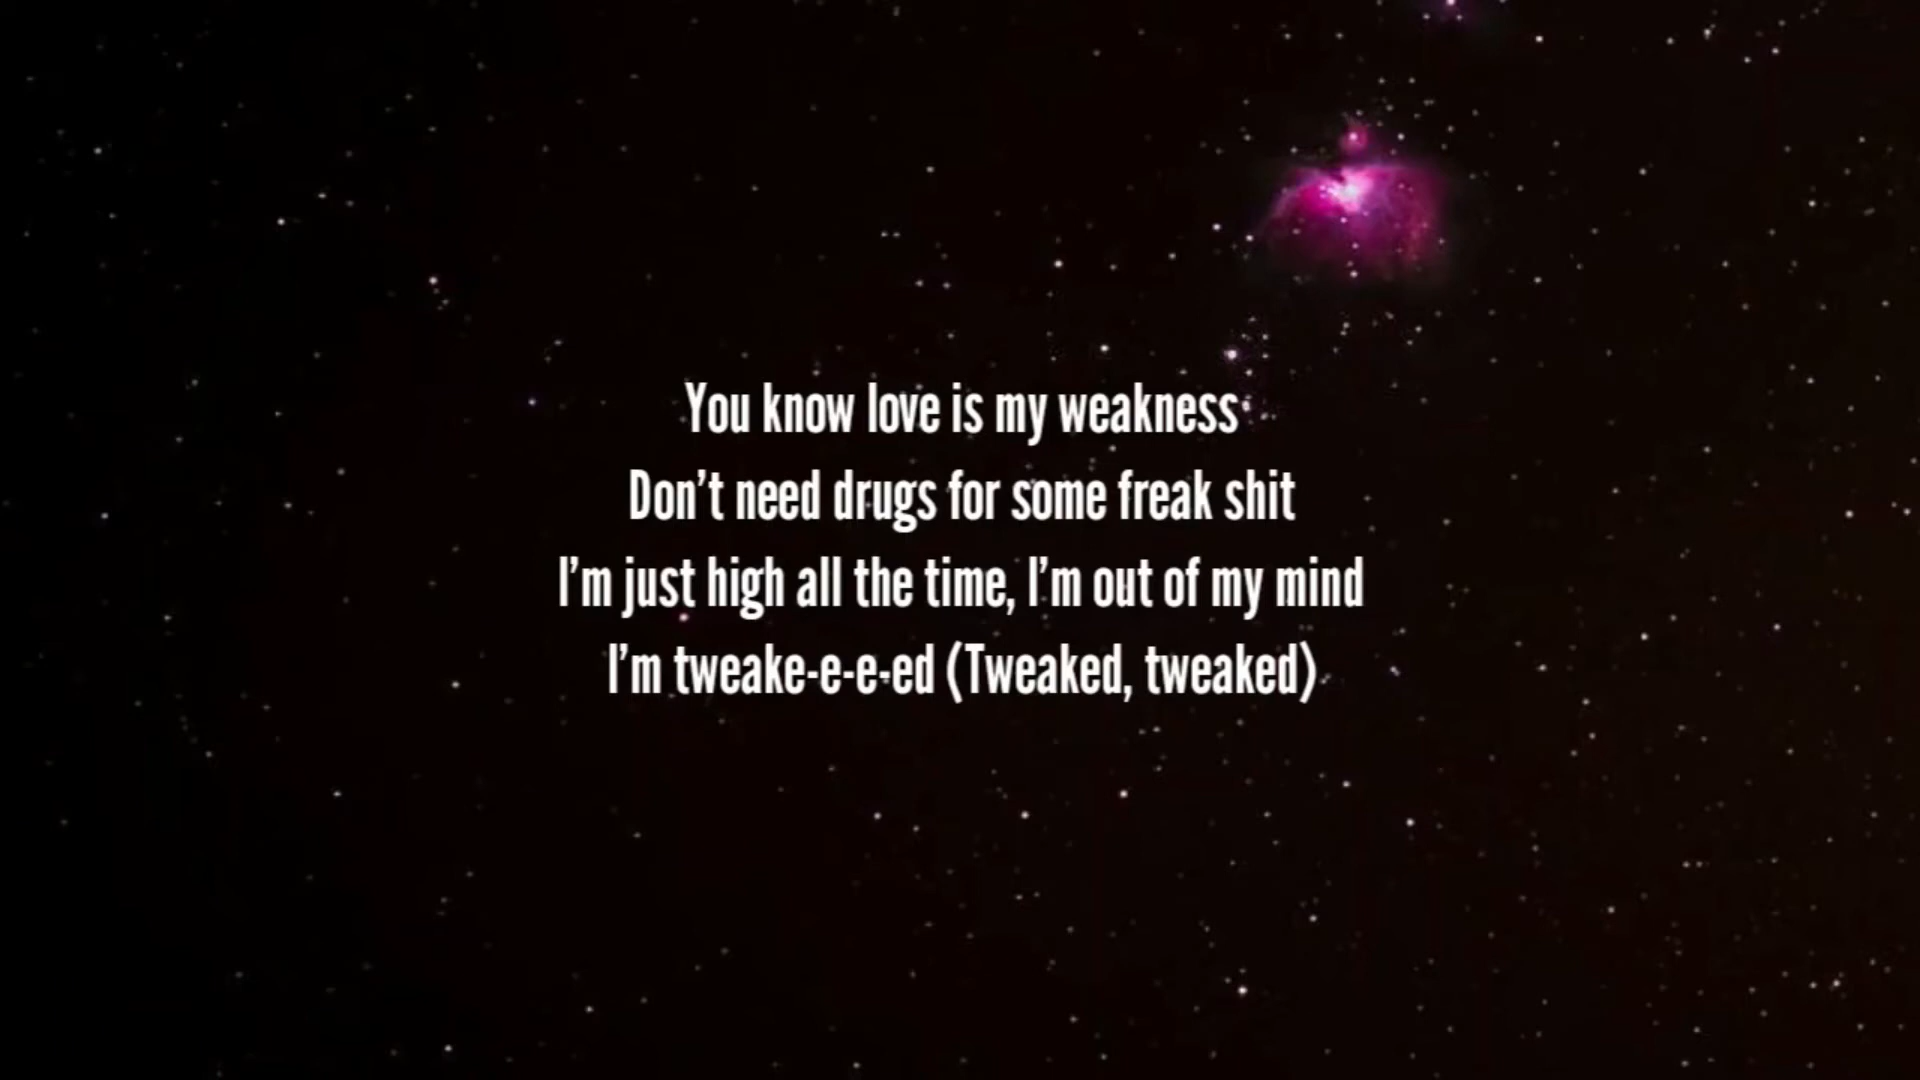 You know love is my weakness
Don't need drugs for some freak shit
I'm just high all the time, I'm out of my mind
I'm tweake-e-e-ed (Tweaked, tweaked)